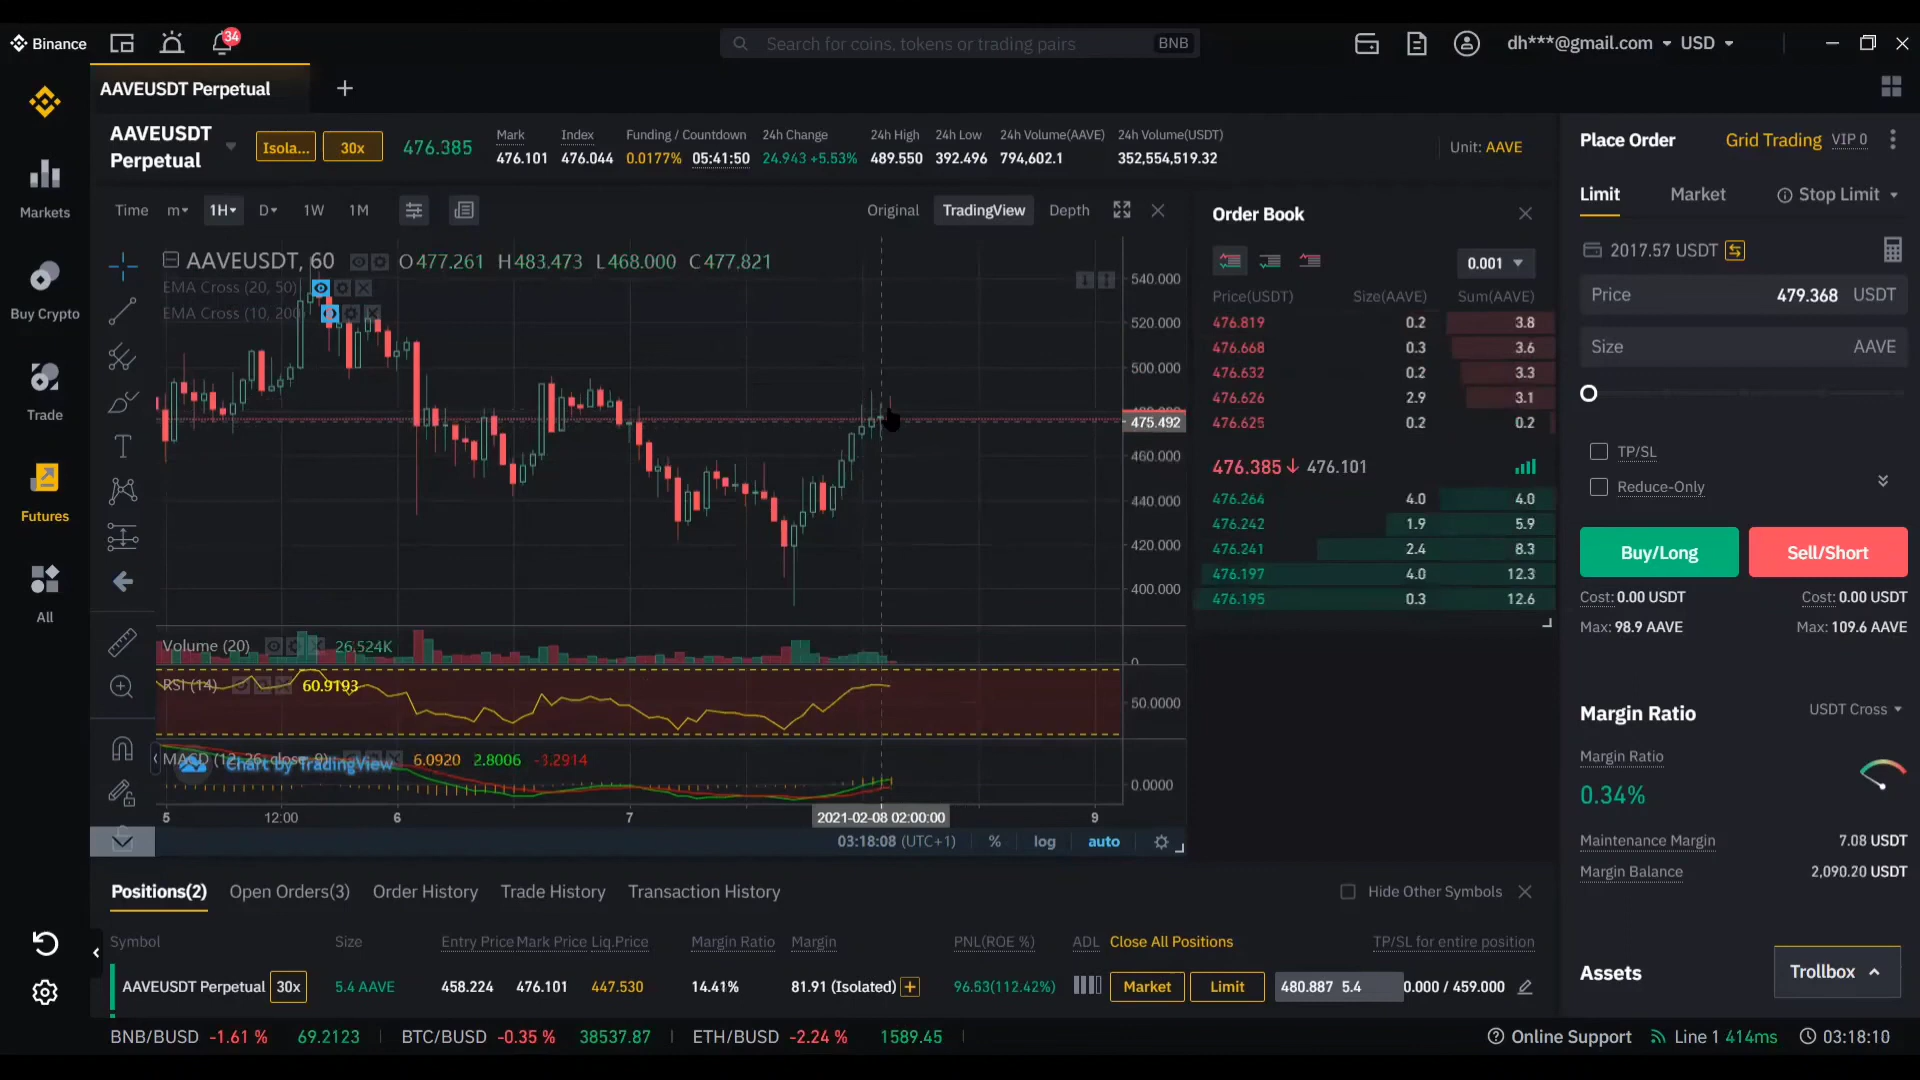 Binance
34
Search for coins, tokens or trading pairs
BNB
dh***@gmail.com
USD
AAVEUSDT Perpetual
AAVEUSDT Perpetual
Isola...
30x
476.385
Mark
476.101
Index
476.044
Funding / Countdown
0.0177% 05:41:50
24h Change
24.943 +5.53%
24h High
489.550
24h Low
392.496
24h Volume(AAVE)
794,602.1
24h Volume(USDT)
352,554,519.32
Unit: AAVE
Markets
Buy Crypto
Trade
Futures
All
Time m 1H D 1W 1M
Original TradingView Depth
AAVEUSDT, 60 O477.261 H483.473 L468.000 C477.821
EMA Cross (20, 50)
EMA Cross (10, 200)
540.000
520.000
500.000
475.492
460.000
440.000
420.000
400.000
Volume (20) 26.524K
0
RSI (14) 60.9193
50.0000
MACD (12, 26, close, 9) 6.0920 2.8006 -3.2914
Chart by TradingView
0.0000
5 12:00 6 7 2021-02-08 02:00:00 9
03:18:08 (UTC+1) % log auto
Order Book
0.001
Price(USDT) Size(AAVE) Sum(AAVE)
476.819 0.2 3.8
476.668 0.3 3.6
476.632 0.2 3.3
476.626 2.9 3.1
476.625 0.2 0.2
476.385 476.101
476.264 4.0 4.0
476.242 1.9 5.9
476.241 2.4 8.3
476.197 4.0 12.3
476.195 0.3 12.6
Place Order Grid Trading VIP 0
Limit Market Stop Limit
2017.57 USDT
Price 479.368 USDT
Size AAVE
TP/SL
Reduce-Only
Buy/Long Sell/Short
Cost: 0.00 USDT Cost: 0.00 USDT
Max: 98.9 AAVE Max: 109.6 AAVE
Margin Ratio USDT Cross
Margin Ratio
0.34%
Maintenance Margin 7.08 USDT
Margin Balance 2,090.20 USDT
Assets
Trollbox
Positions(2) Open Orders(3) Order History Trade History Transaction History Hide Other Symbols
Symbol Size Entry Price Mark Price Liq.Price Margin Ratio Margin PNL(ROE %) ADL Close All Positions TP/SL for entire position
AAVEUSDT Perpetual 30x 5.4 AAVE 458.224 476.101 447.530 14.41% 81.91 (Isolated) 96.53(112.42%) Market Limit 480.887 5.4 0.000 / 459.000
BNB/BUSD -1.61 % 69.2123 BTC/BUSD -0.35 % 38537.87 ETH/BUSD -2.24 % 1589.45 Online Support Line 1 414ms 03:18:10